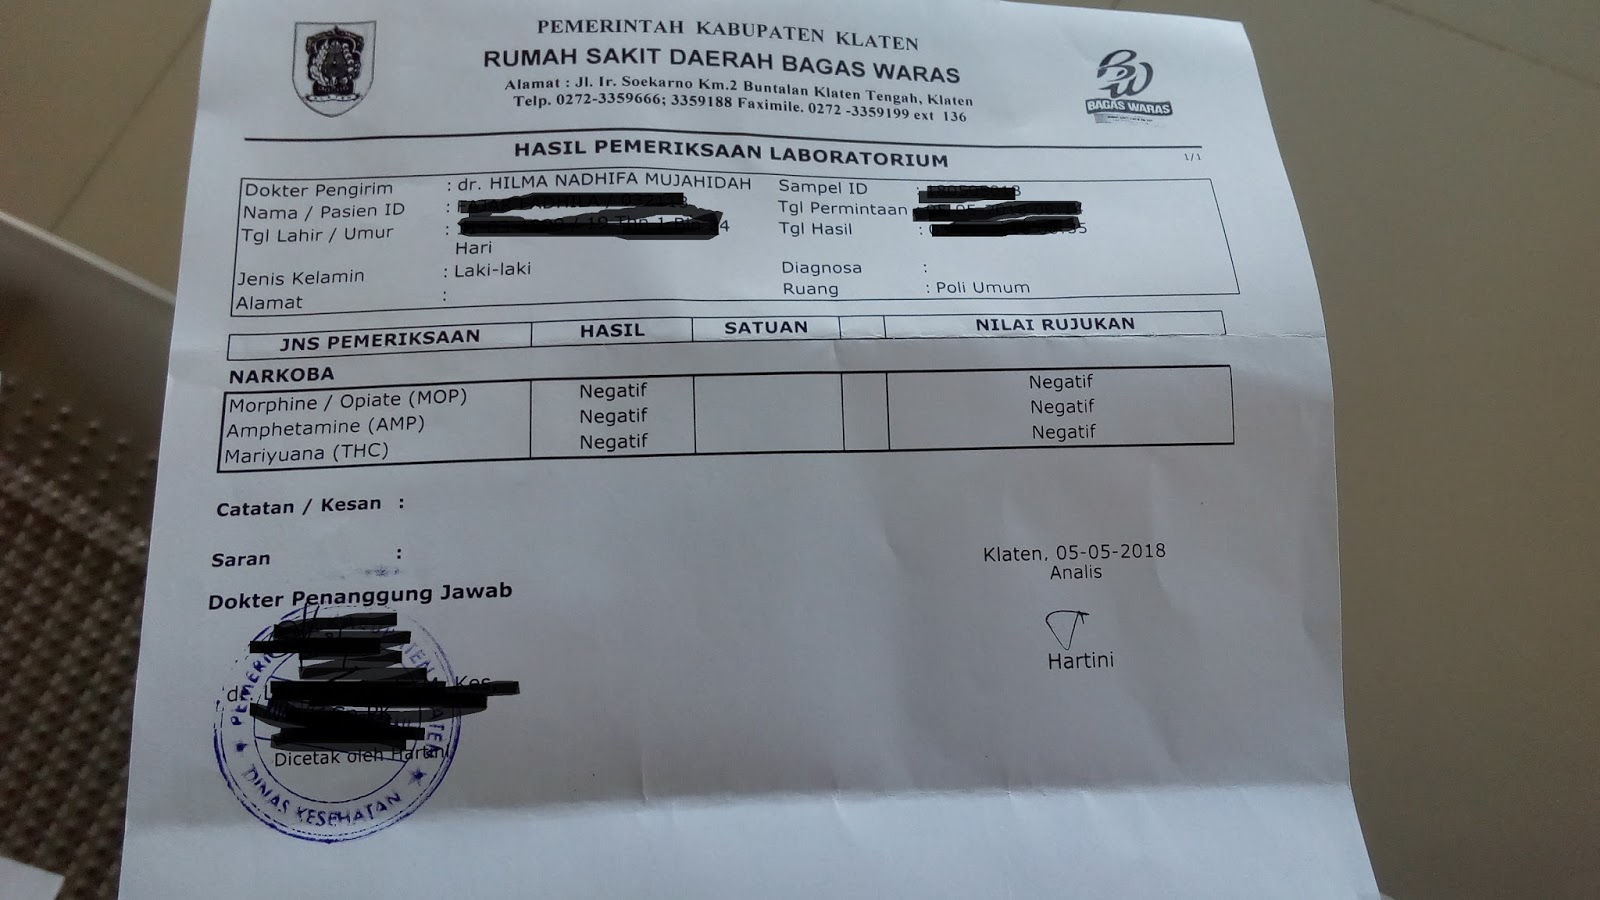 PEMERINTAH KABUPATEN KLATEN
RUMAH SAKIT DAERAH BAGAS WARAS
Alamat : Jl. Ir. Soekarno Km.2 Buntalan Klaten Tengah, Klaten
Telp. 0272-3359666; 3359188 Faximile. 0272 -3359199 ext 136
BAGAS WARAS
HASIL PEMERIKSAAN LABORATORIUM
1/1
Dokter Pengirim : dr. HILMA NADHIFA MUJAHIDAH Sampel ID :
Nama / Pasien ID : Tgl Permintaan
Tgl Lahir / Umur : Tgl Hasil :
Hari
Jenis Kelamin : Laki-laki Diagnosa :
Alamat : Ruang : Poli Umum
JNS PEMERIKSAAN HASIL SATUAN NILAI RUJUKAN
NARKOBA
Morphine / Opiate (MOP) Negatif Negatif
Amphetamine (AMP) Negatif Negatif
Mariyuana (THC) Negatif Negatif
Catatan / Kesan :
Saran :
Klaten, 05-05-2018
Analis
Dokter Penanggung Jawab
Hartini
Dicetak oleh Hartini
DINAS KESEHATAN